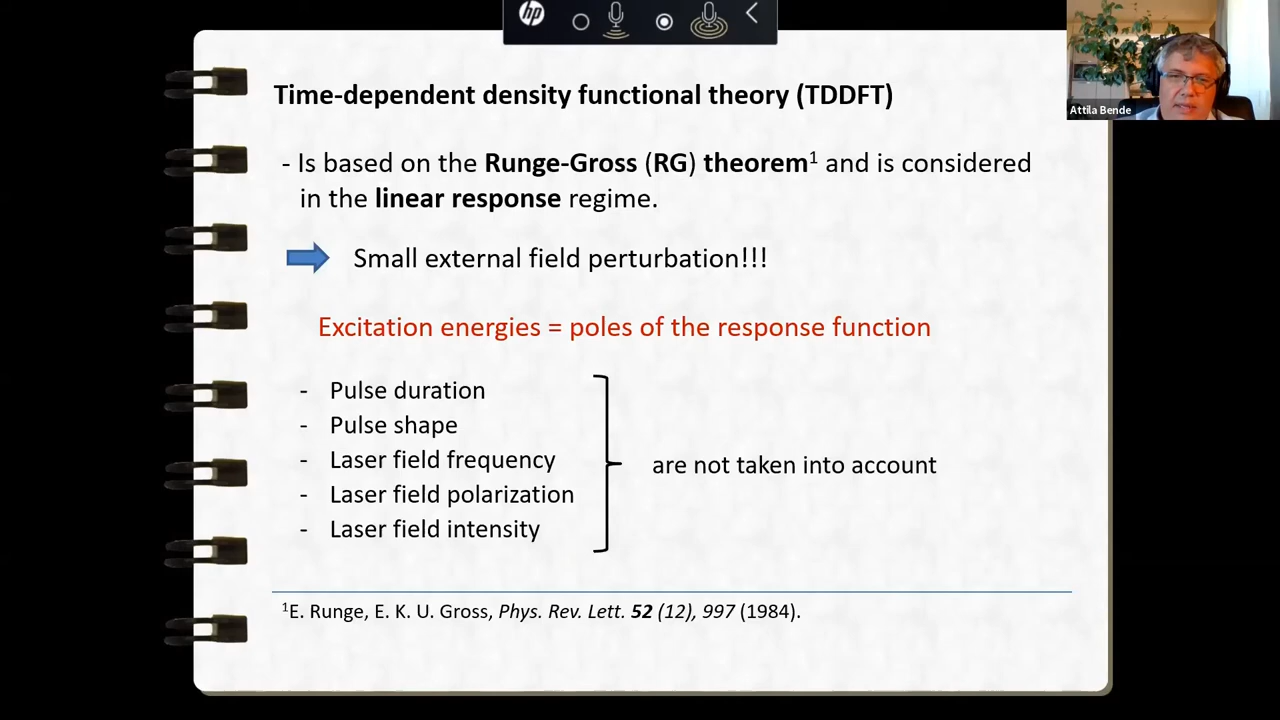 hp
Attila Bende
Time-dependent density functional theory (TDDFT)
- Is based on the Runge-Gross (RG) theorem¹ and is considered
in the linear response regime.
Small external field perturbation!!!
Excitation energies = poles of the response function
- Pulse duration
- Pulse shape
- Laser field frequency
- Laser field polarization
- Laser field intensity
are not taken into account
¹E. Runge, E. K. U. Gross, Phys. Rev. Lett. 52 (12), 997 (1984).